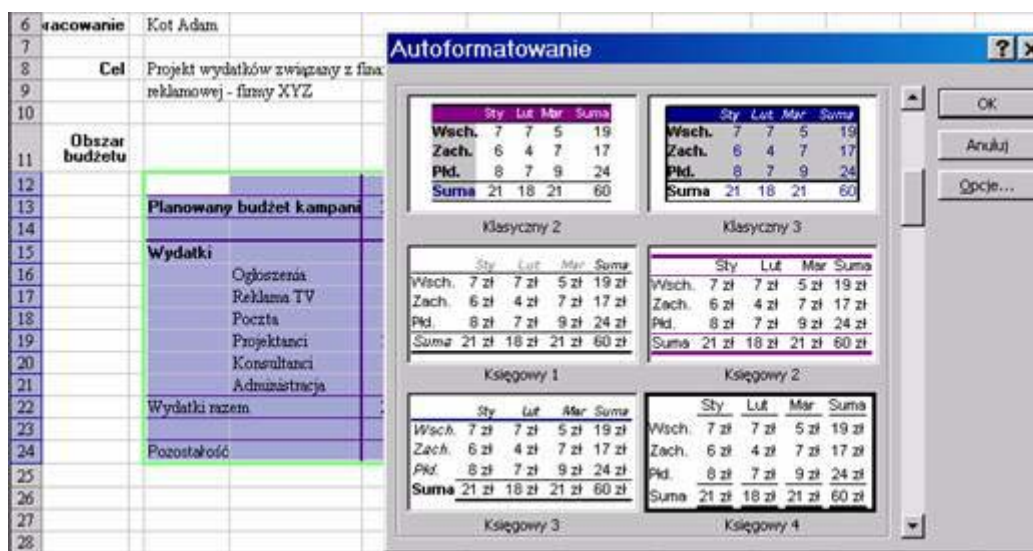 6 racowanie Kot Adam
7
8 Cel Projekt wydatków związany z fina
9 reklamowej - firmy XYZ
10
11 Obszar budżetu
12
13 Planowany budżet kampani
14
15 Wydatki
16 Ogłoszenia
17 Reklama TV
18 Poczta
19 Projektanci
20 Konsultanci
21 Administracja
22 Wydatki razem
23
24 Pozostałość
25
26
27
28
Autoformatowanie
Sty Lut Mar Suma
Wsch. 7 7 5 19
Zach. 6 4 7 17
Płd. 8 7 9 24
Suma 21 18 21 60
Klasyczny 2
Sty Lut Mar Suma
Wsch. 7 7 5 19
Zach. 6 4 7 17
Płd. 8 7 9 24
Suma 21 18 21 60
Klasyczny 3
Sty Lut Mar Suma
Wsch. 7 zł 7 zł 5 zł 19 zł
Zach. 6 zł 4 zł 7 zł 17 zł
Płd. 8 zł 7 zł 9 zł 24 zł
Suma 21 zł 18 zł 21 zł 60 zł
Księgowy 1
Sty Lut Mar Suma
Wsch. 7 zł 7 zł 5 zł 19 zł
Zach. 6 zł 4 zł 7 zł 17 zł
Płd. 8 zł 7 zł 9 zł 24 zł
Suma 21 zł 18 zł 21 zł 60 zł
Księgowy 2
Sty Lut Mar Suma
Wsch. 7 zł 7 zł 5 zł 19 zł
Zach. 6 zł 4 zł 7 zł 17 zł
Płd. 8 zł 7 zł 9 zł 24 zł
Suma 21 zł 18 zł 21 zł 60 zł
Księgowy 3
Sty Lut Mar Suma
Wsch. 7 zł 7 zł 5 zł 19 zł
Zach. 6 zł 4 zł 7 zł 17 zł
Płd. 8 zł 7 zł 9 zł 24 zł
Suma 21 zł 18 zł 21 zł 60 zł
Księgowy 4
OK
Anuluj
Opcje...